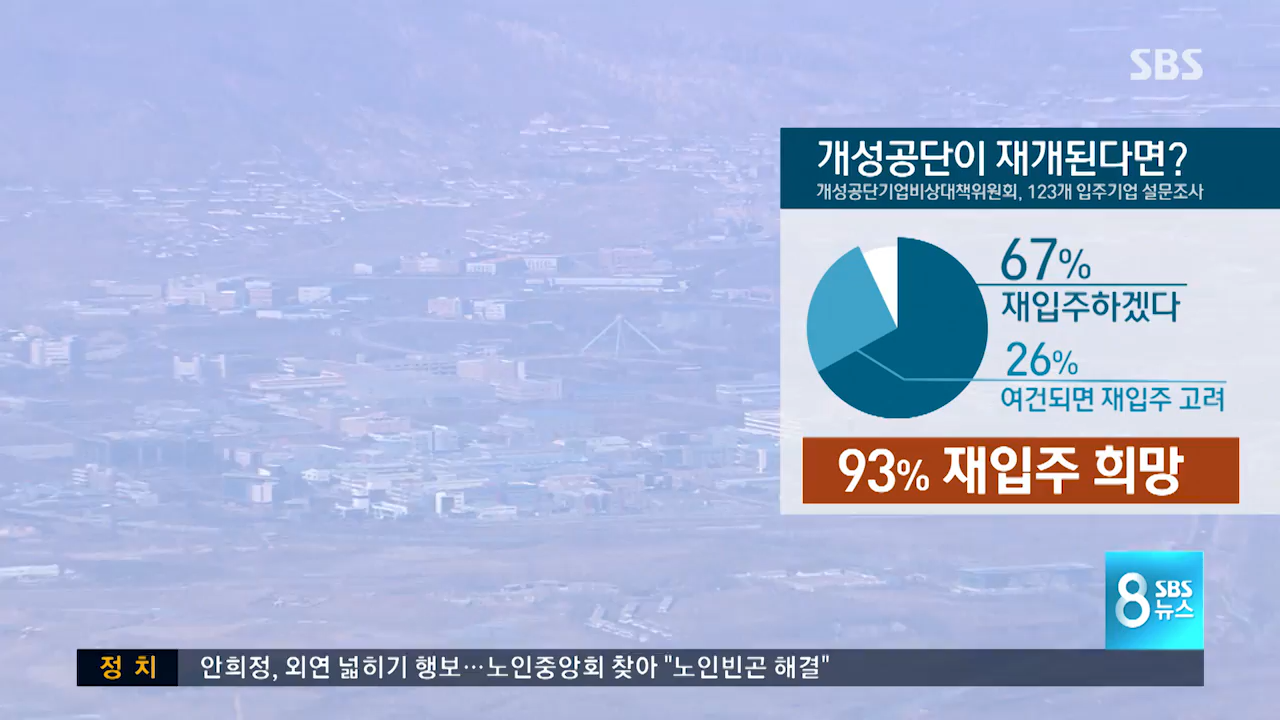 SBS
개성공단이 재개된다면?
개성공단기업비상대책위원회, 123개 입주기업 설문조사
67%
재입주하겠다
26%
여건되면 재입주 고려
93% 재입주 희망
8 SBS 뉴스
정치 안희정, 외연 넓히기 행보…노인중앙회 찾아 "노인빈곤 해결"